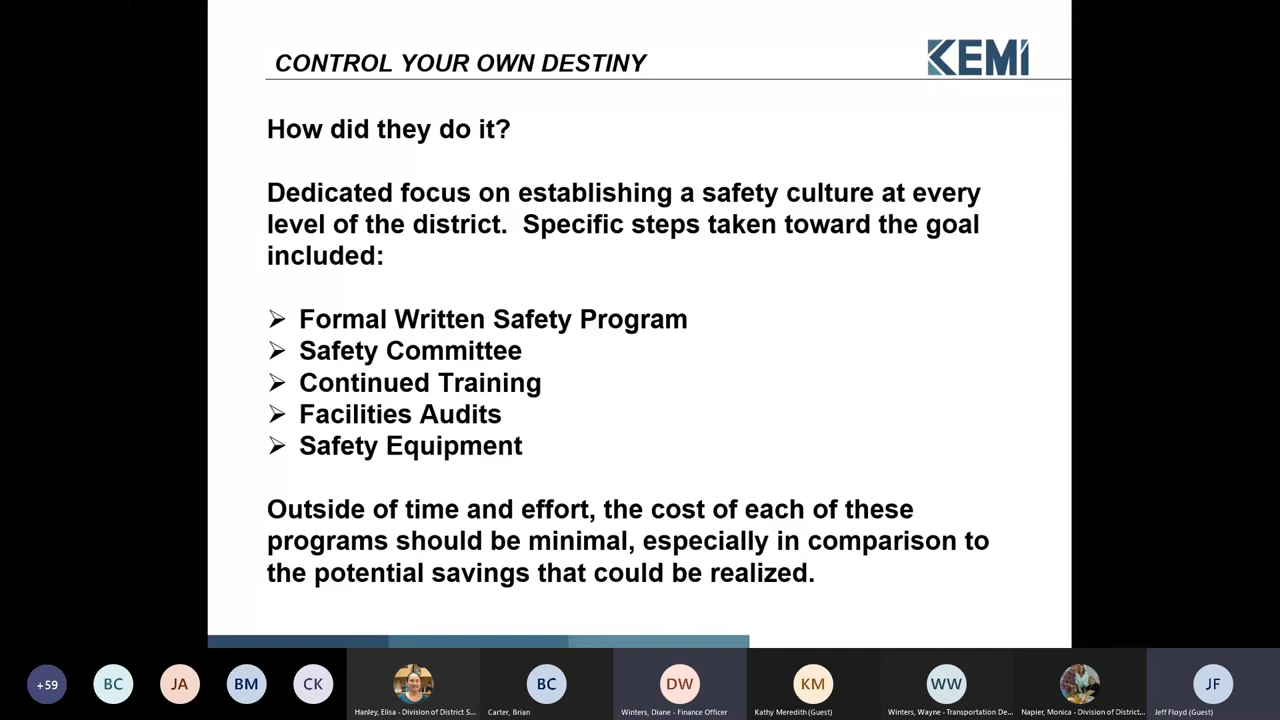 CONTROL YOUR OWN DESTINY
KEMI
How did they do it?
Dedicated focus on establishing a safety culture at every
level of the district.  Specific steps taken toward the goal
included:
➢ Formal Written Safety Program
➢ Safety Committee
➢ Continued Training
➢ Facilities Audits
➢ Safety Equipment
Outside of time and effort, the cost of each of these
programs should be minimal, especially in comparison to
the potential savings that could be realized.
+59
BC
JA
BM
CK
Hanley, Elisa - Division of District S...
BC
Carter, Brian
DW
Winters, Diane - Finance Officer
KM
Kathy Meredith (Guest)
WW
Winters, Wayne - Transportation De...
Napier, Monica - Division of District...
JF
Jeff Floyd (Guest)